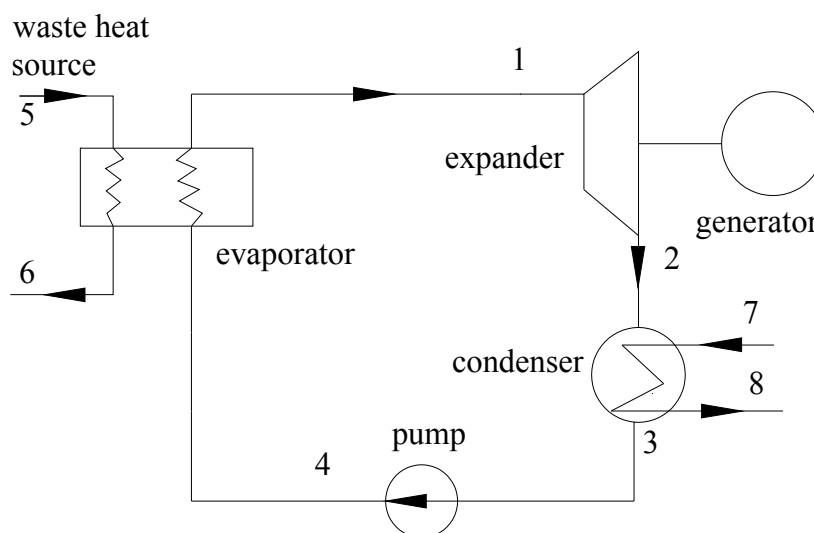 waste heat
source
5
1
expander
generator
evaporator
6
2
7
condenser
8
3
pump
4